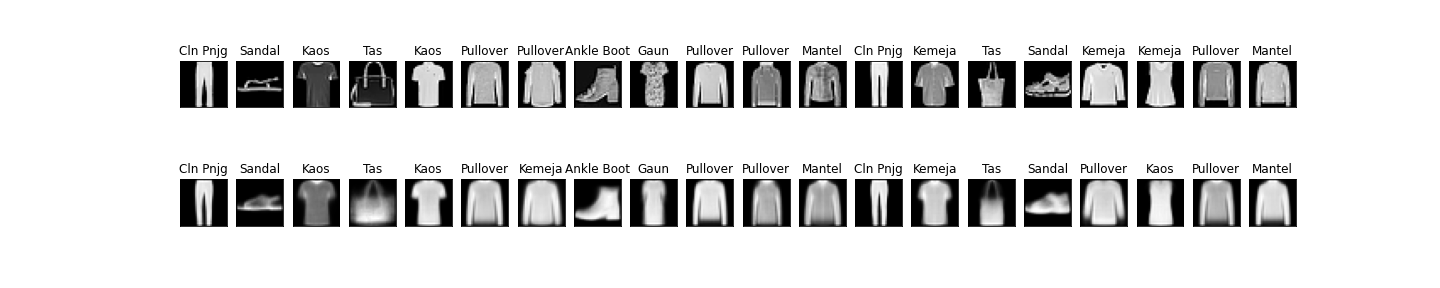 Cln Pnjg Sandal Kaos Tas Kaos Pullover Pullover Ankle Boot Gaun Pullover Pullover Mantel Cln Pnjg Kemeja Tas Sandal Kemeja Kemeja Pullover Mantel
Cln Pnjg Sandal Kaos Tas Kaos Pullover Kemeja Ankle Boot Gaun Pullover Pullover Mantel Cln Pnjg Kemeja Tas Sandal Pullover Kaos Pullover Mantel